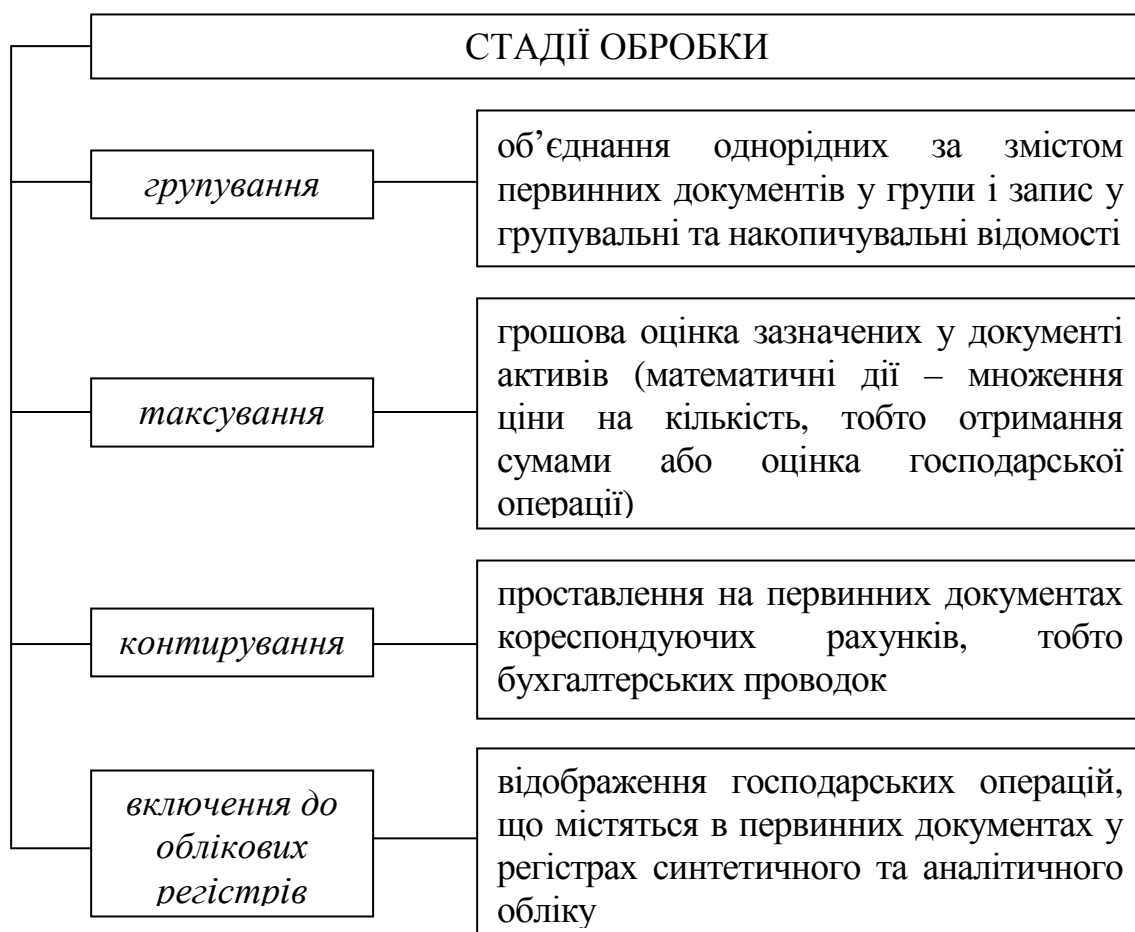 СТАДІЇ ОБРОБКИ
групування
об’єднання однорідних за змістом
первинних документів у групи і запис у
групувальні та накопичувальні відомості
таксування
грошова оцінка зазначених у документі
активів (математичні дії – множення
ціни на кількість, тобто отримання
сумами або оцінка господарської
операції)
контирування
проставлення на первинних документах
кореспондуючих рахунків, тобто
бухгалтерських проводок
включення до
облікових
регістрів
відображення господарських операцій,
що містяться в первинних документах у
регістрах синтетичного та аналітичного
обліку